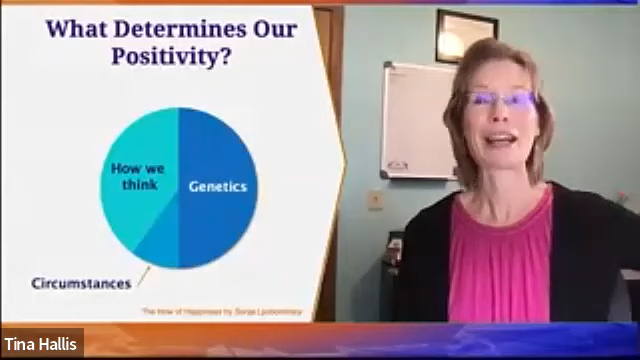 What Determines Our
Positivity?
How we
think
Genetics
Circumstances
The How of Happiness by Sonja Lyubomirsky
Tina Hallis